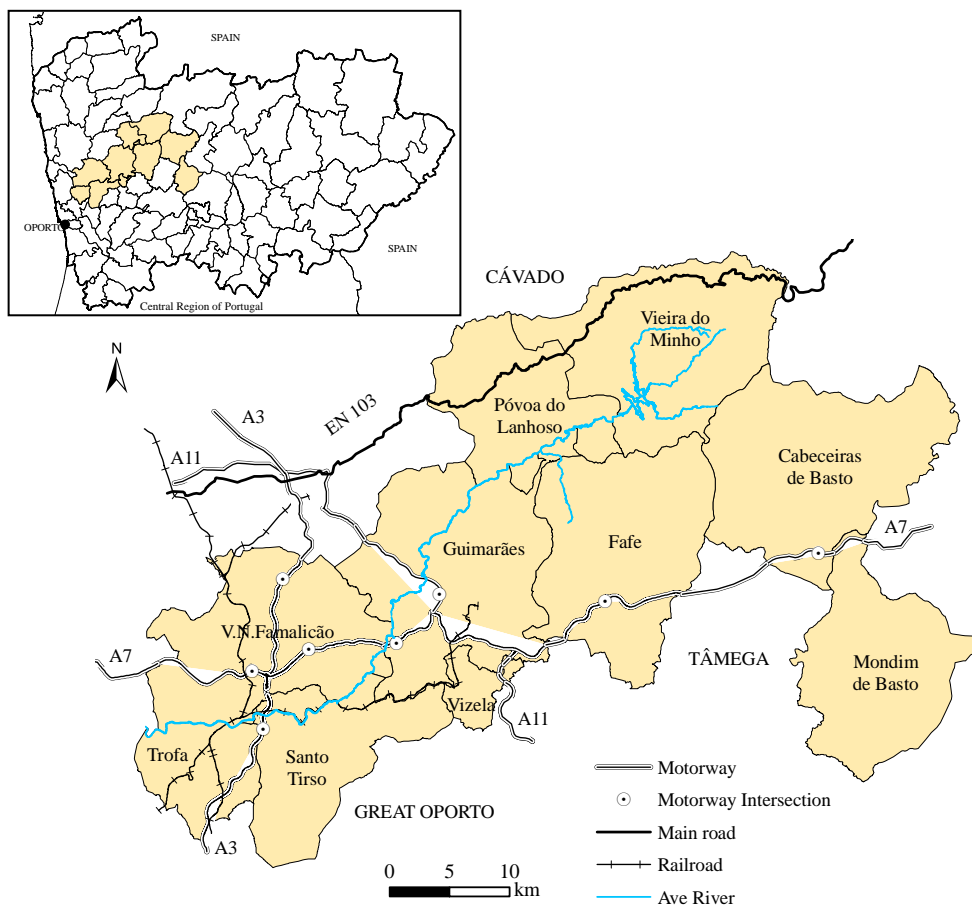 SPAIN
OPORTO
SPAIN
Central Region of Portugal
CÁVADO
N
Vieira do
Minho
A3
EN 103
Póvoa do
Lanhoso
A11
Cabeceiras
de Basto
A7
Guimarães
Fafe
V.N.Famalicão
A7
TÂMEGA
Mondim
de Basto
Vizela
A11
Trofa
Santo
Tirso
Motorway
Motorway Intersection
GREAT OPORTO
Main road
A3
Railroad
0 5 10
km
Ave River